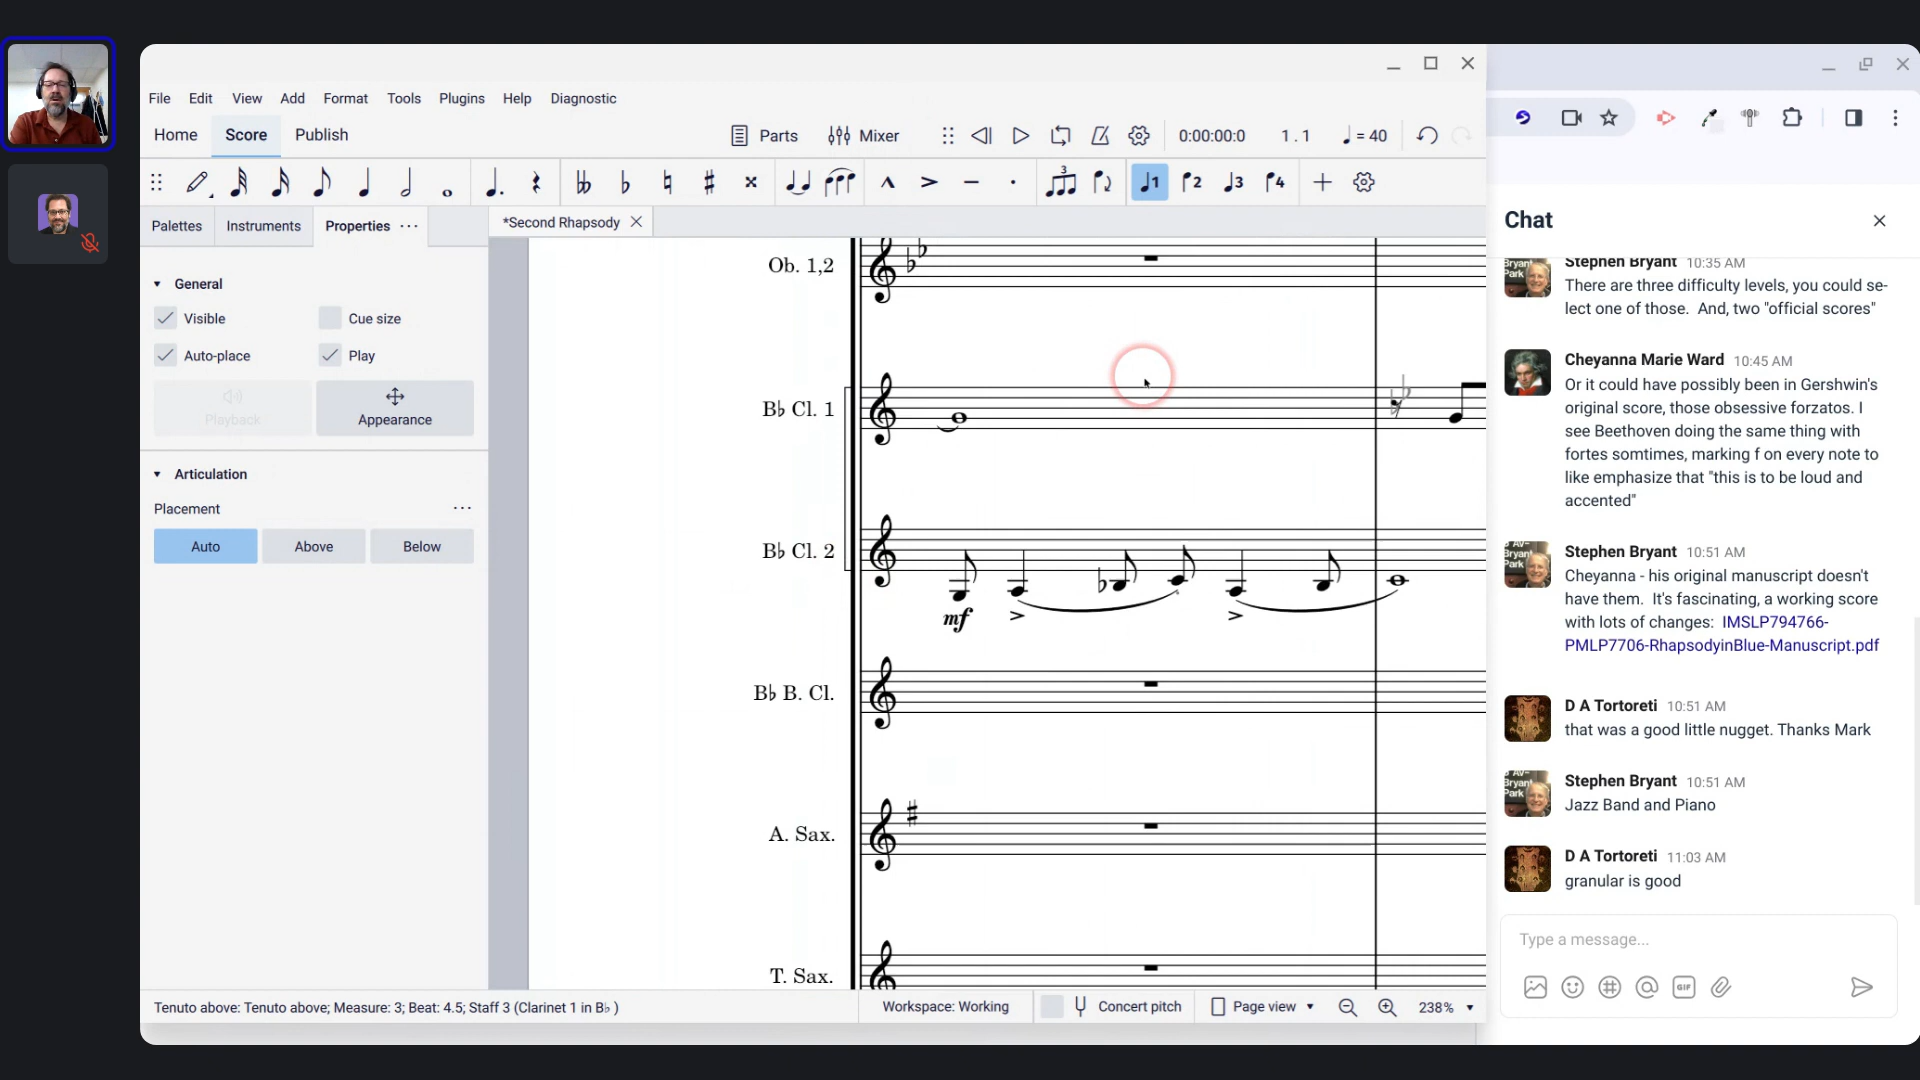 File Edit View Add Format Tools Plugins Help Diagnostic
Home Score Publish Parts Mixer 0:00:00:0 1 . 1 = 40
3 1 2 3 4
Palettes Instruments Properties ···
*Second Rhapsody
General
Visible Cue size
Auto-place Play
Playback Appearance
Articulation
Placement ···
Auto Above Below
Ob. 1,2
B♭ Cl. 1
B♭ Cl. 2
mf
B♭ B. Cl.
A. Sax.
T. Sax.
Tenuto above: Tenuto above; Measure: 3; Beat: 4.5; Staff 3 (Clarinet 1 in B♭ )
Workspace: Working Concert pitch Page view 238%
Chat
Stephen Bryant 10:35 AM
There are three difficulty levels, you could se-
lect one of those. And, two "official scores"
Cheyanna Marie Ward 10:45 AM
Or it could have possibly been in Gershwin's
original score, those obsessive forzatos. I
see Beethoven doing the same thing with
fortes somtimes, marking f on every note to
like emphasize that "this is to be loud and
accented"
Stephen Bryant 10:51 AM
Cheyanna - his original manuscript doesn't
have them. It's fascinating, a working score
with lots of changes: IMSLP794766-
PMLP7706-RhapsodyinBlue-Manuscript.pdf
D A Tortoreti 10:51 AM
that was a good little nugget. Thanks Mark
Stephen Bryant 10:51 AM
Jazz Band and Piano
D A Tortoreti 11:03 AM
granular is good
Type a message...
GIF